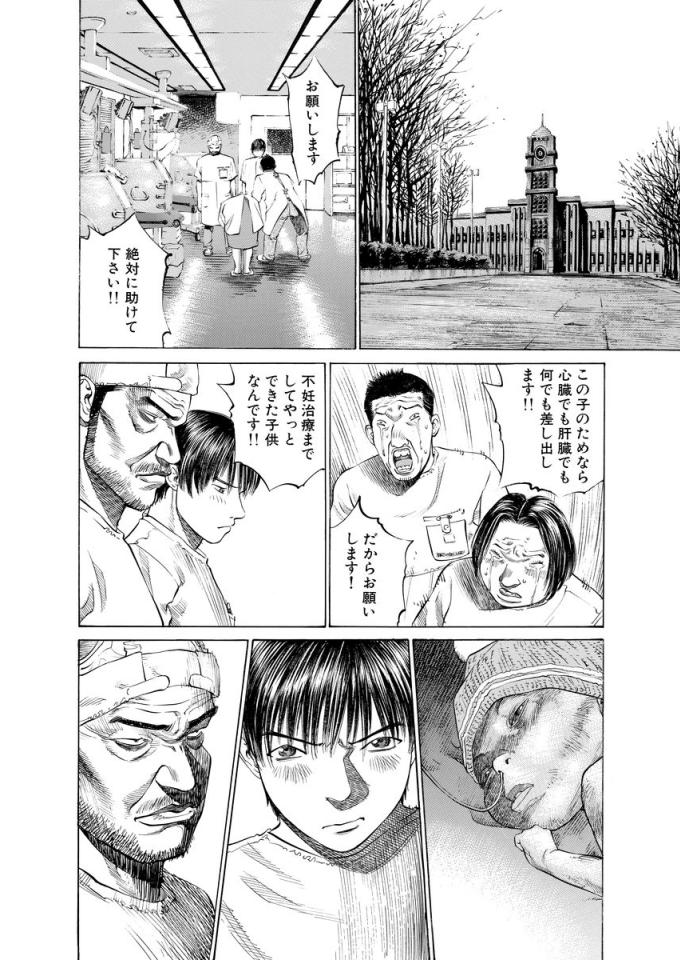 お願いします
絶対に助けて
下さい!!
この子のためなら
心臓でも肝臓でも
何でも差し出し
ます!!
だからお願い
します!
不妊治療まで
してやっと
できた子供
なんです!!